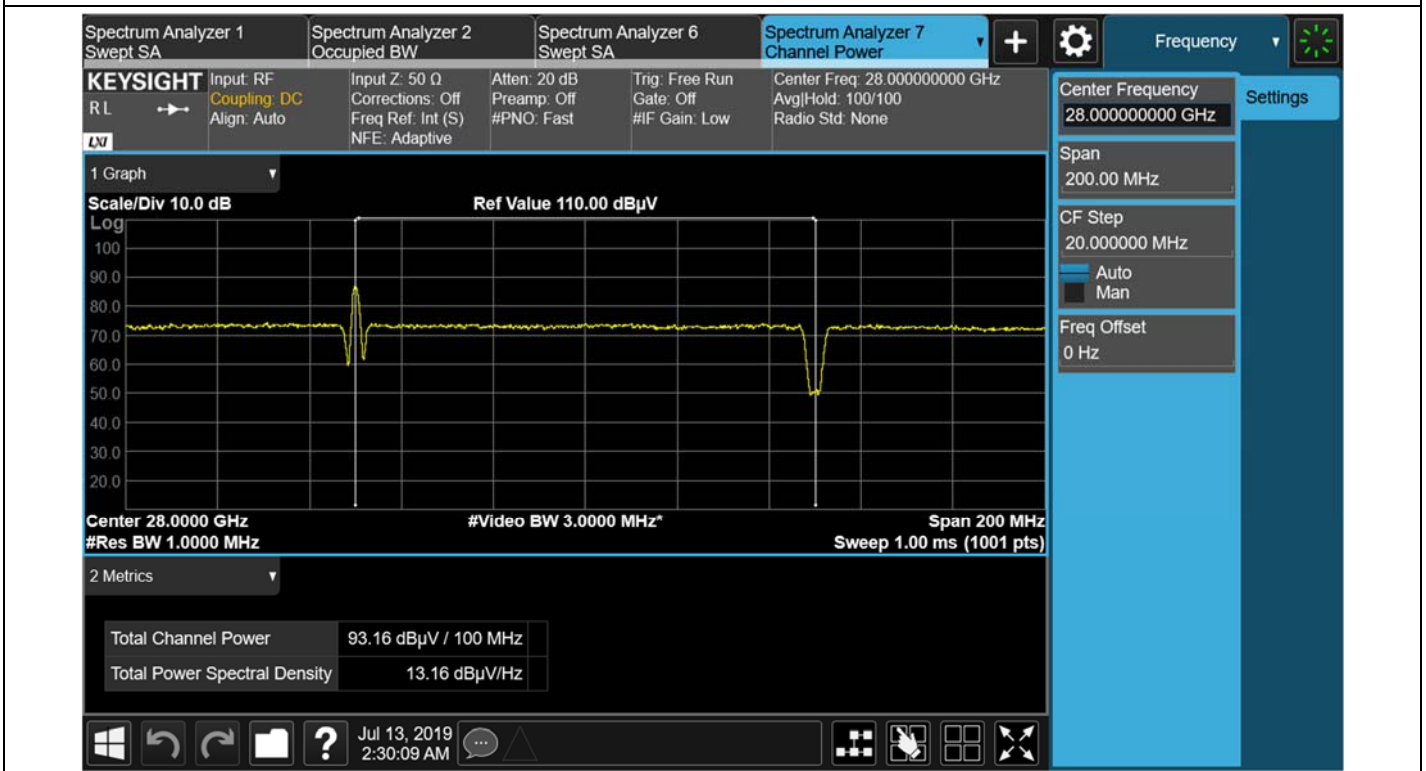 Spectrum Analyzer 1
Swept SA
Spectrum Analyzer 2
Occupied BW
Spectrum Analyzer 6
Swept SA
Spectrum Analyzer 7
Channel Power
Frequency
KEYSIGHT
R L
LXI
Input: RF
Coupling: DC
Align: Auto
Input Z: 50 Ω
Corrections: Off
Freq Ref: Int (S)
NFE: Adaptive
Atten: 20 dB
Preamp: Off
#PNO: Fast
Trig: Free Run
Gate: Off
#IF Gain: Low
Center Freq: 28.000000000 GHz
Avg|Hold: 100/100
Radio Std: None
Center Frequency
28.000000000 GHz
Settings
Span
200.00 MHz
CF Step
20.000000 MHz
Auto
Man
Freq Offset
0 Hz
1 Graph
Scale/Div 10.0 dB
Ref Value 110.00 dBµV
Log
100
90.0
80.0
70.0
60.0
50.0
40.0
30.0
20.0
Center 28.0000 GHz
#Video BW 3.0000 MHz*
Span 200 MHz
#Res BW 1.0000 MHz
Sweep 1.00 ms (1001 pts)
2 Metrics
Total Channel Power 93.16 dBµV / 100 MHz
Total Power Spectral Density 13.16 dBµV/Hz
?
Jul 13, 2019
2:30:09 AM